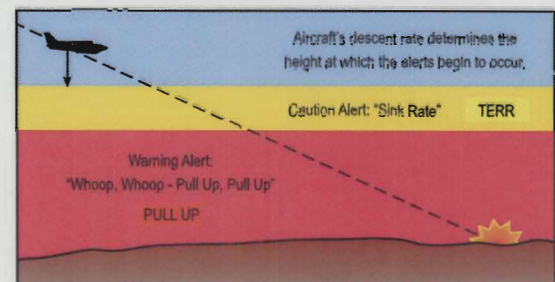 Aircraft's descent rate determines the
height at which the alerts begin to occur.
Caution Alert: "Sink Rate" TERR
Warning Alert:
"Whoop, Whoop - Pull Up, Pull Up"
PULL UP